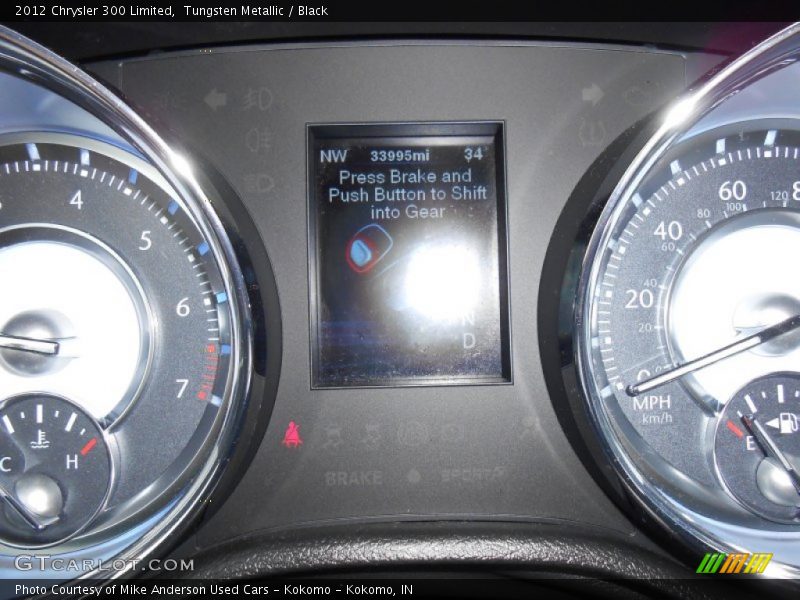 2012 Chrysler 300 Limited,  Tungsten Metallic / Black
NW 33995mi 34
Press Brake and
Push Button to Shift
into Gear
D
4
5
6
7
C H
60
40
20
0
80 100 120
60
40
20
MPH
km/h
E
BRAKE
GTCARLOT.COM
Photo Courtesy of Mike Anderson Used Cars – Kokomo – Kokomo, IN